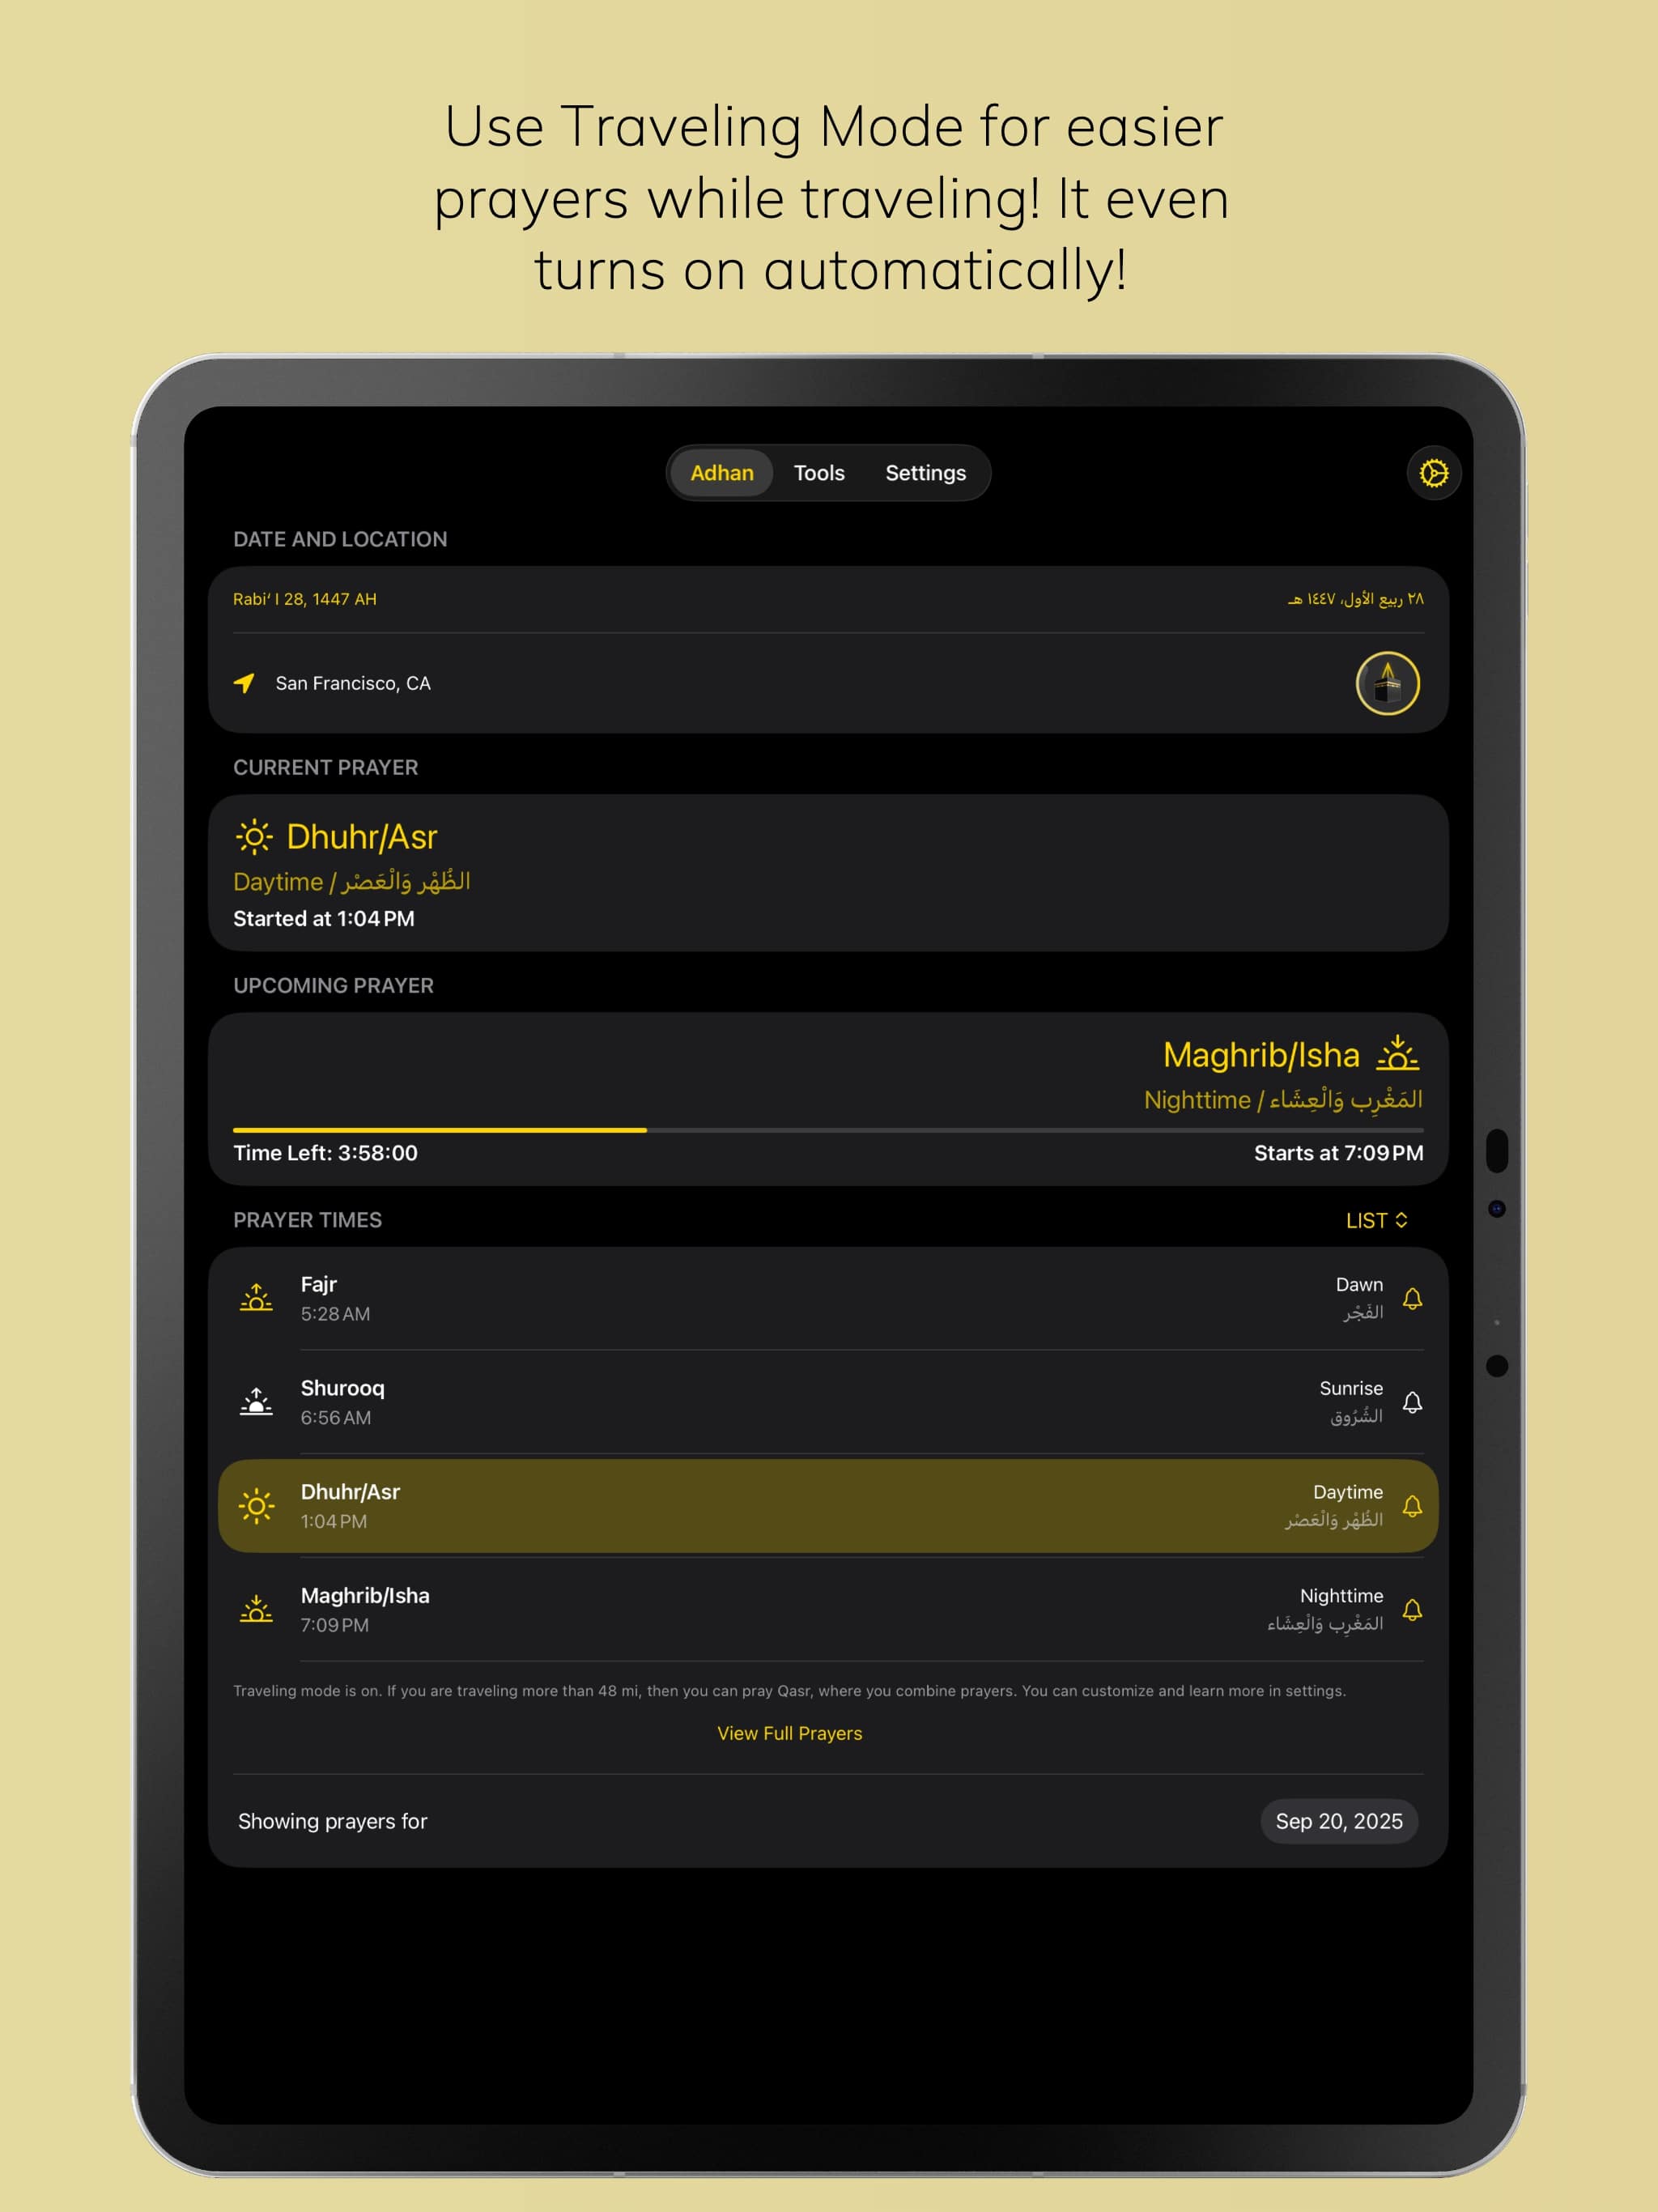 Use Traveling Mode for easier
prayers while traveling! It even
turns on automatically!
Adhan Tools Settings
DATE AND LOCATION
Rabiʻ I 28, 1447 AH
٢٨ ربيع الأول، ١٤٤٧ هـ
San Francisco, CA
CURRENT PRAYER
Dhuhr/Asr
Daytime / الظُهْر وَالْعَصْر
Started at 1:04 PM
UPCOMING PRAYER
Maghrib/Isha
Nighttime / المَغْرِب وَالْعِشَاء
Time Left: 3:58:00
Starts at 7:09 PM
PRAYER TIMES
LIST
Fajr
5:28 AM
Dawn
الفَجْر
Shurooq
6:56 AM
Sunrise
الشُرُوق
Dhuhr/Asr
1:04 PM
Daytime
الظُهْر وَالْعَصْر
Maghrib/Isha
7:09 PM
Nighttime
المَغْرِب وَالْعِشَاء
Traveling mode is on. If you are traveling more than 48 mi, then you can pray Qasr, where you combine prayers. You can customize and learn more in settings.
View Full Prayers
Showing prayers for
Sep 20, 2025